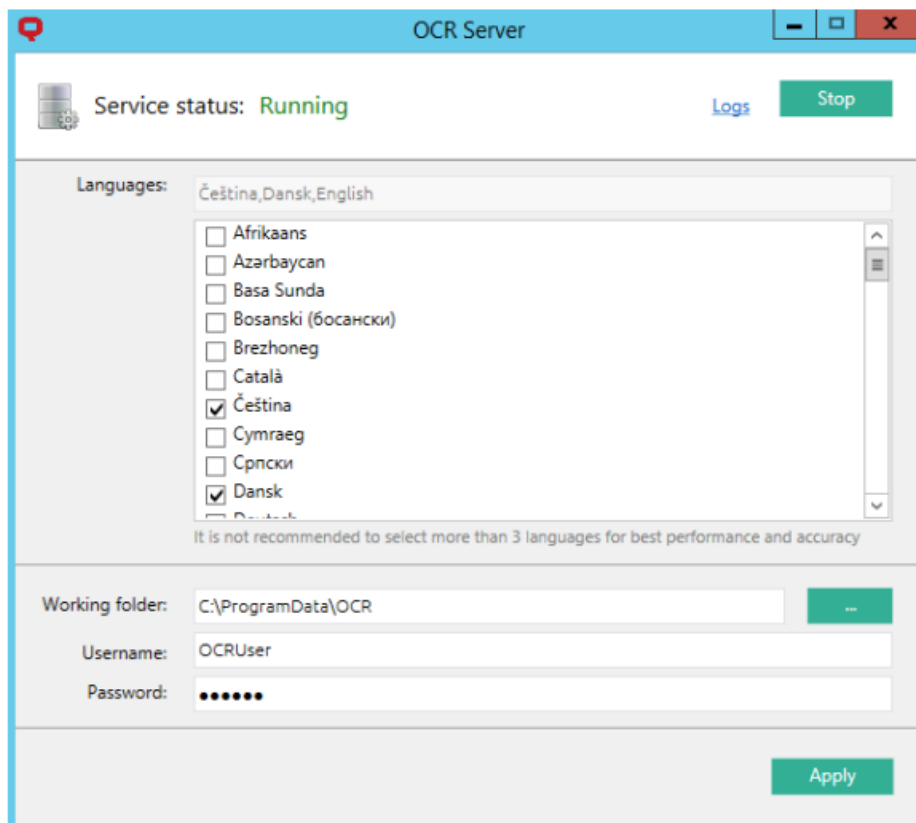 OCR Server
Service status: Running
Logs
Stop
Languages:
Čeština,Dansk,English
Afrikaans
Azərbaycan
Basa Sunda
Bosanski (босански)
Brezhoneg
Català
Čeština
Cymraeg
Српски
Dansk
Deutsch
It is not recommended to select more than 3 languages for best performance and accuracy
Working folder:
C:\ProgramData\OCR
...
Username:
OCRUser
Password:
●●●●●●
Apply